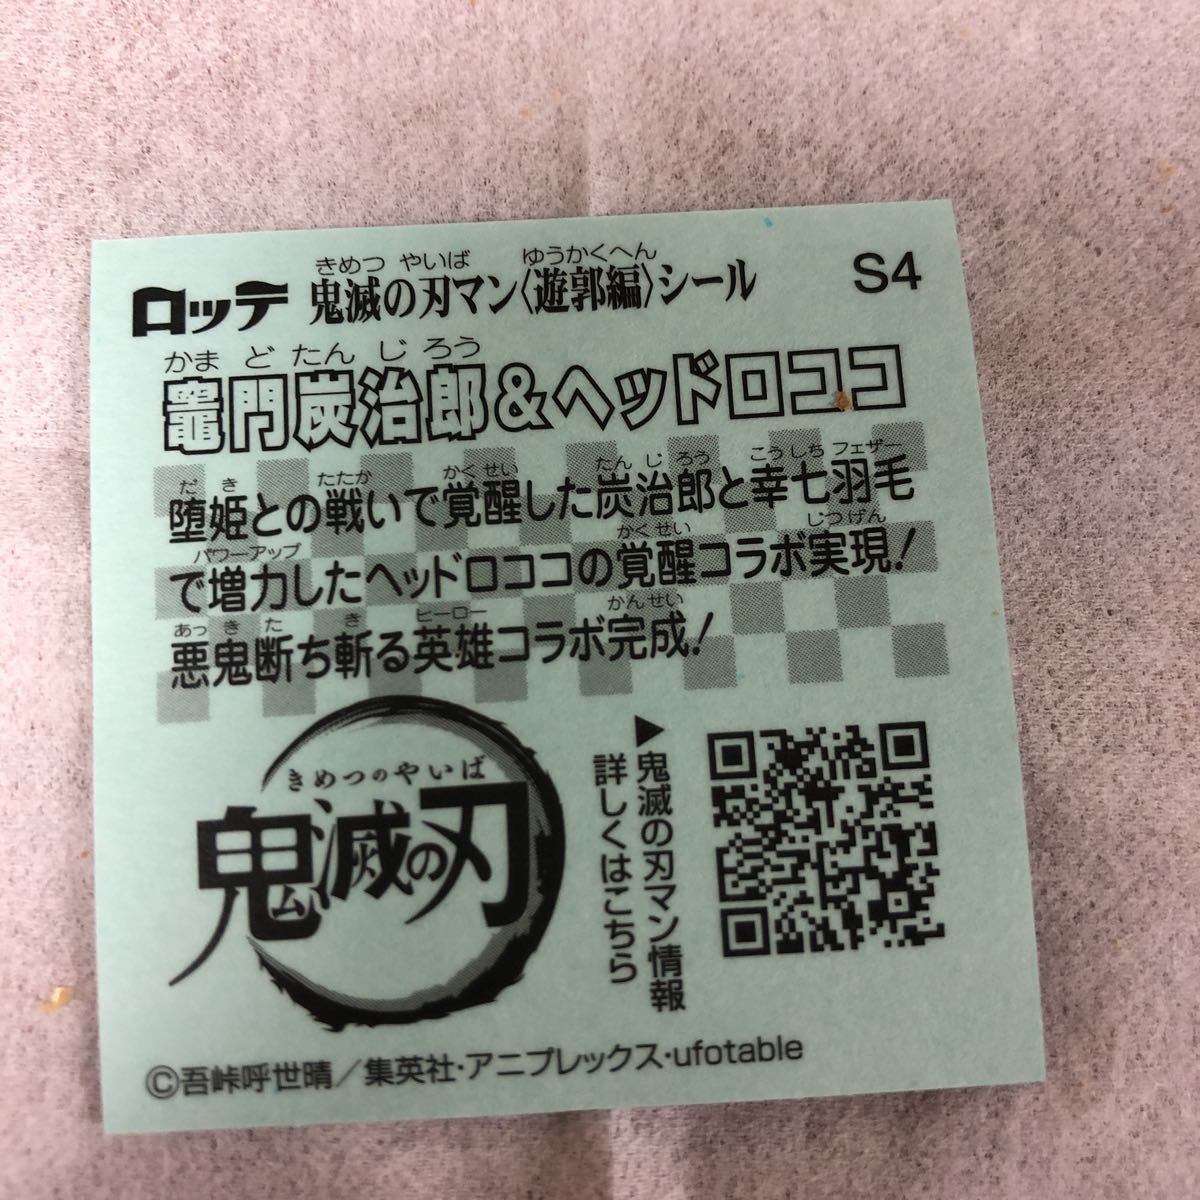 ロッテ 鬼滅の刃マン〈遊郭編〉シール S4
きめつ やいば ゆうかくへん
かまどたんじろう
竈門炭治郎&ヘッドロココ
だき たたか かくせい たんじろう こうしちフェザー
堕姫との戦いで覚醒した炭治郎と幸七羽毛
パワーアップ かくせい じつげん
で増力したヘッドロココの覚醒コラボ実現!
あっきた き ヒーロー かんせい
悪鬼断ち斬る英雄コラボ完成!
きめつのやいば
鬼滅の刃
▶鬼滅の刃マン情報
詳しくはこちら
©吾峠呼世晴/集英社・アニプレックス・ufotable